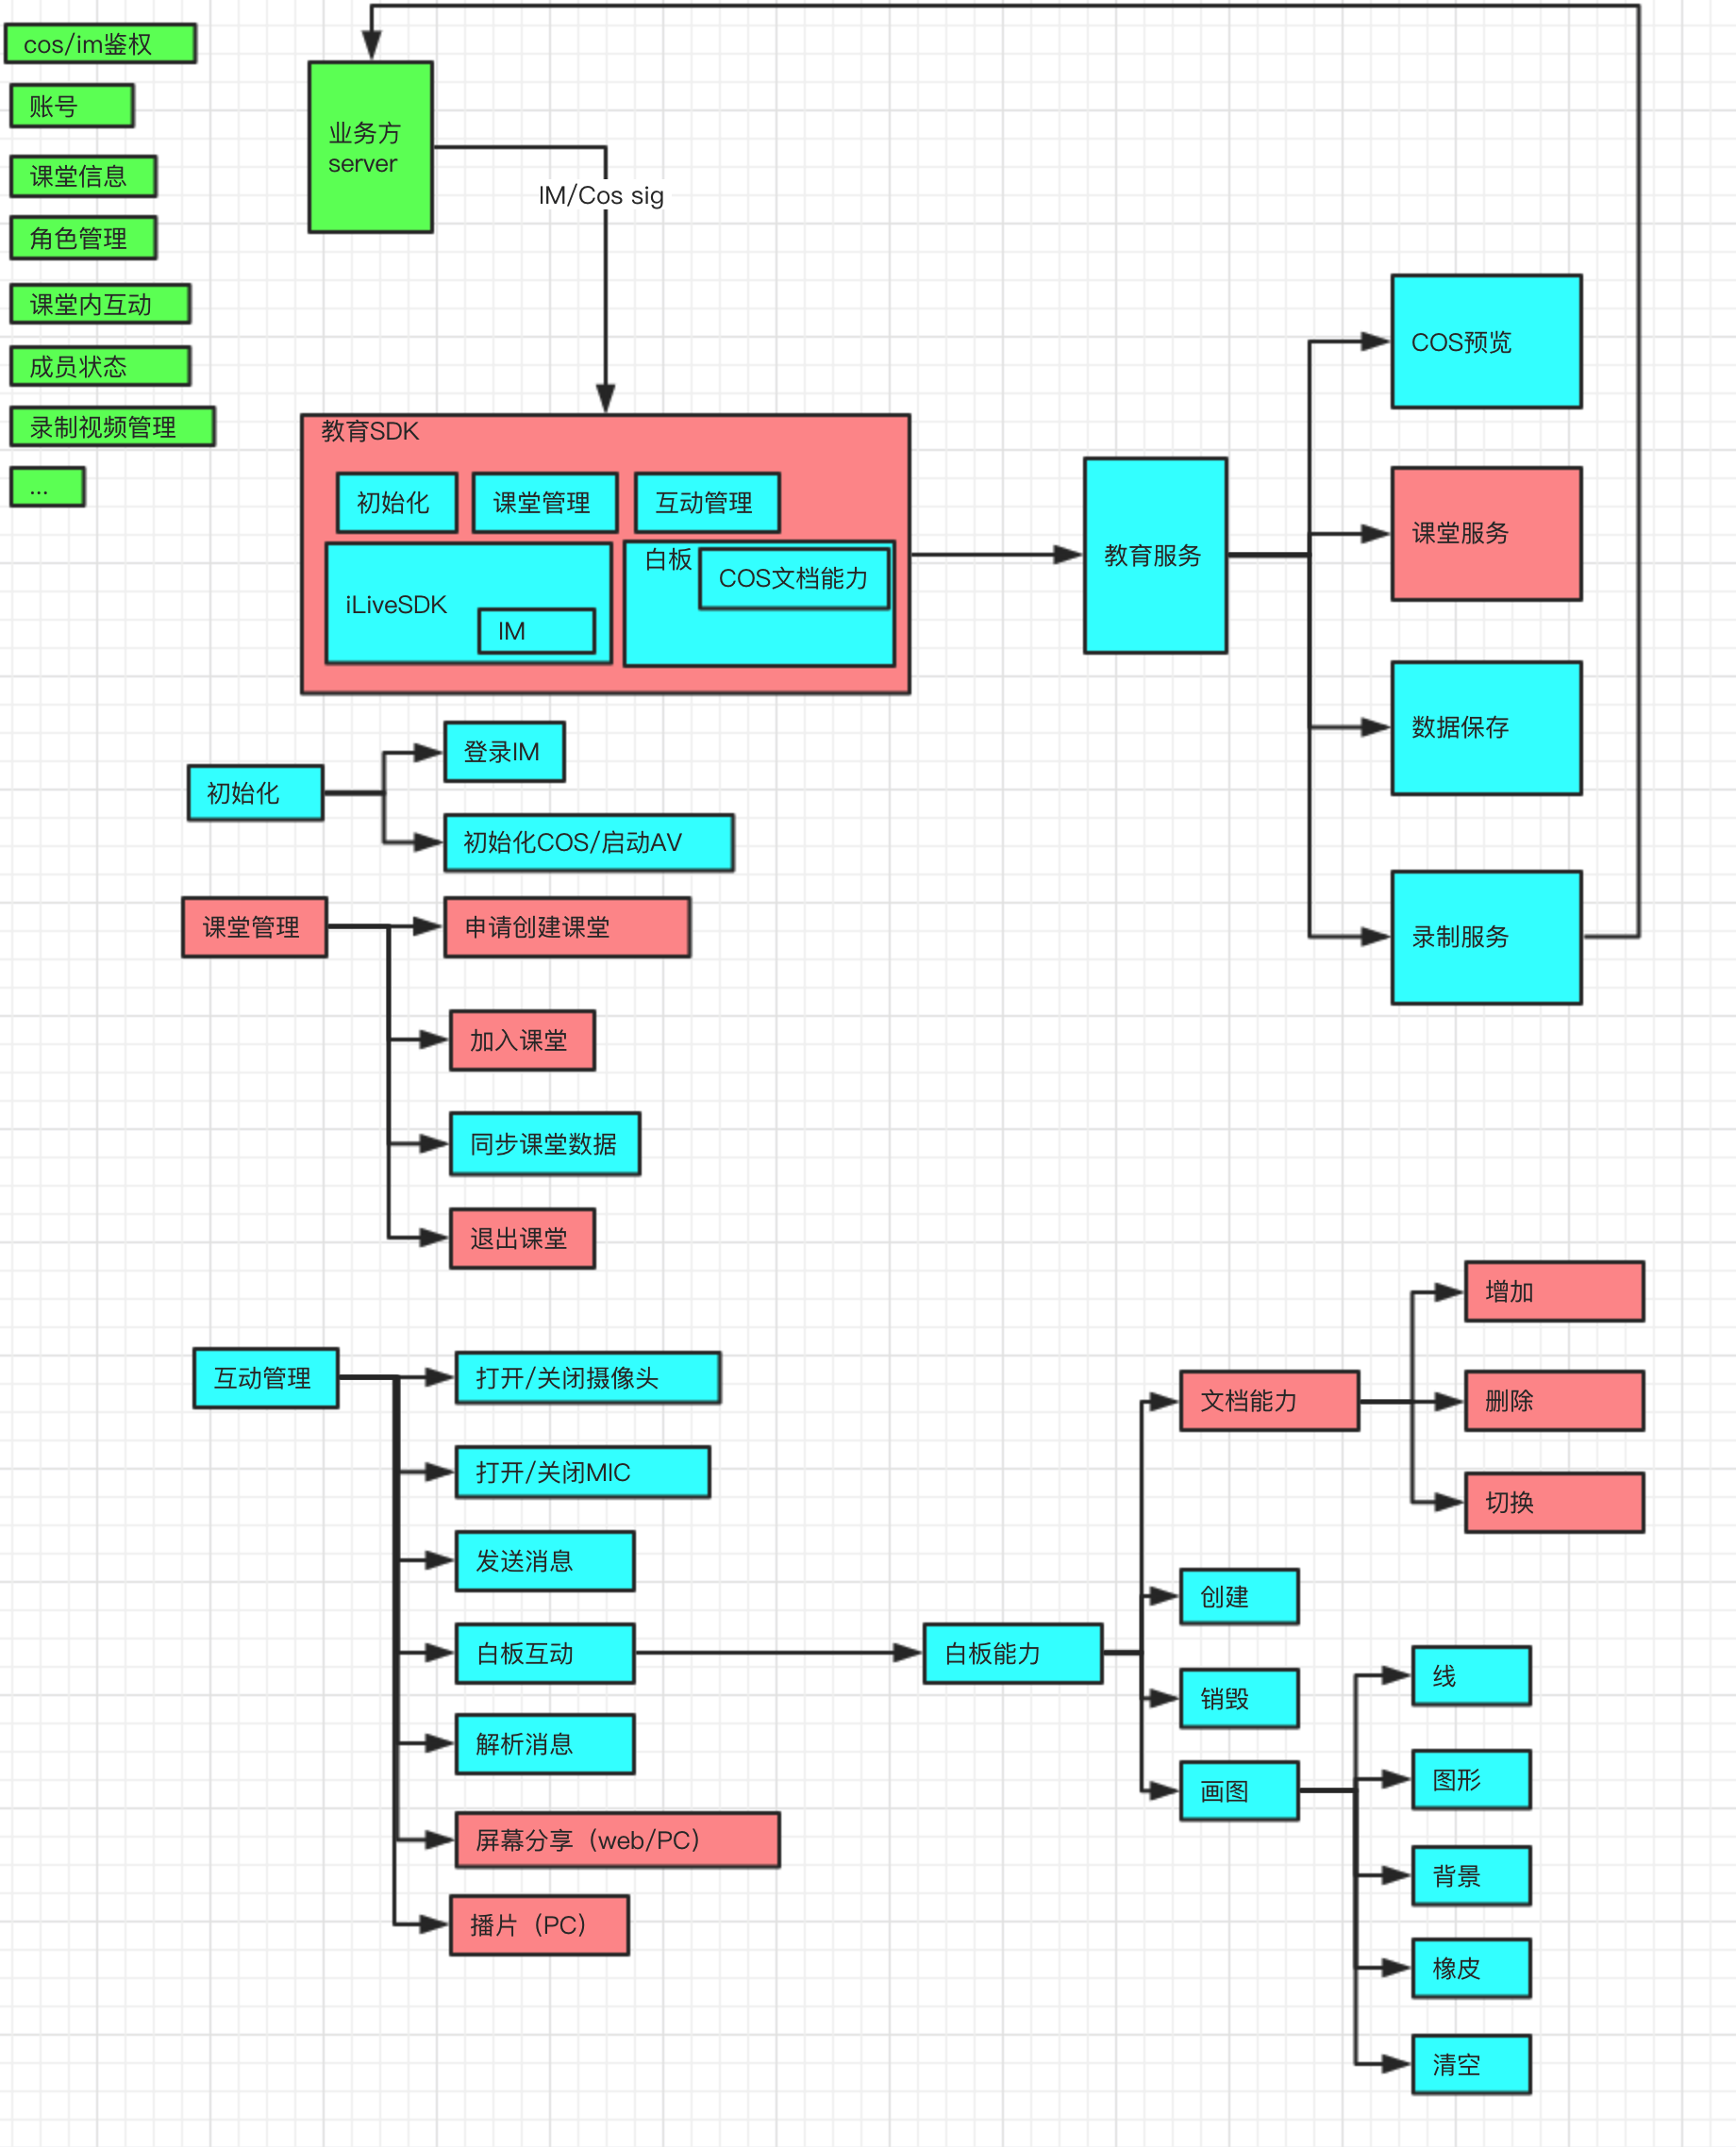 cos/im鉴权
账号
课堂信息
角色管理
课堂内互动
成员状态
录制视频管理
...
业务方
server
IM/Cos sig
教育SDK
初始化
课堂管理
互动管理
iLiveSDK
IM
白板
COS文档能力
教育服务
COS预览
课堂服务
数据保存
录制服务
初始化
登录IM
初始化COS/启动AV
课堂管理
申请创建课堂
加入课堂
同步课堂数据
退出课堂
互动管理
打开/关闭摄像头
打开/关闭MIC
发送消息
白板互动
解析消息
屏幕分享（web/PC）
播片（PC）
白板能力
文档能力
创建
销毁
画图
增加
删除
切换
线
图形
背景
橡皮
清空